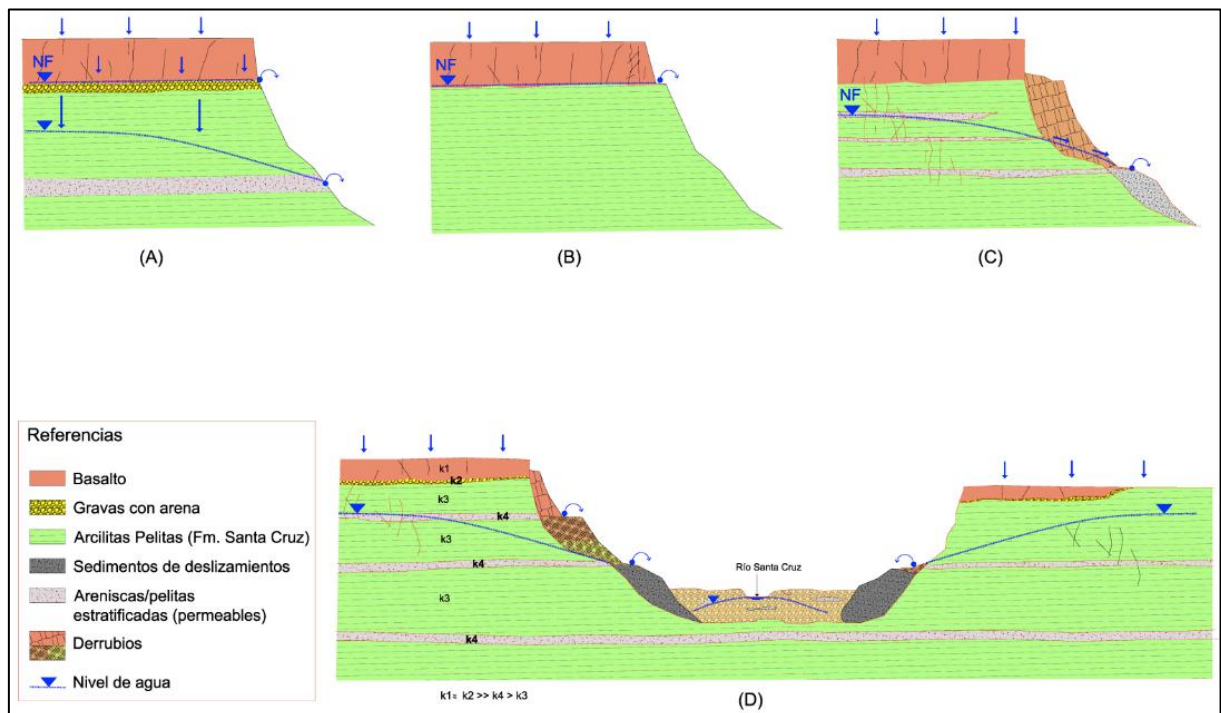 NF
(A)
NF
(B)
NF
(C)
Referencias
Basalto
Gravas con arena
Arcilitas Pelitas (Fm. Santa Cruz)
Sedimentos de deslizamientos
Areniscas/pelitas
estratificadas (permeables)
Derrubios
Nivel de agua
k1
k2
k3
k4
k3
k4
k3
k4
Río Santa Cruz
k1≈ k2 >> k4 > k3
(D)